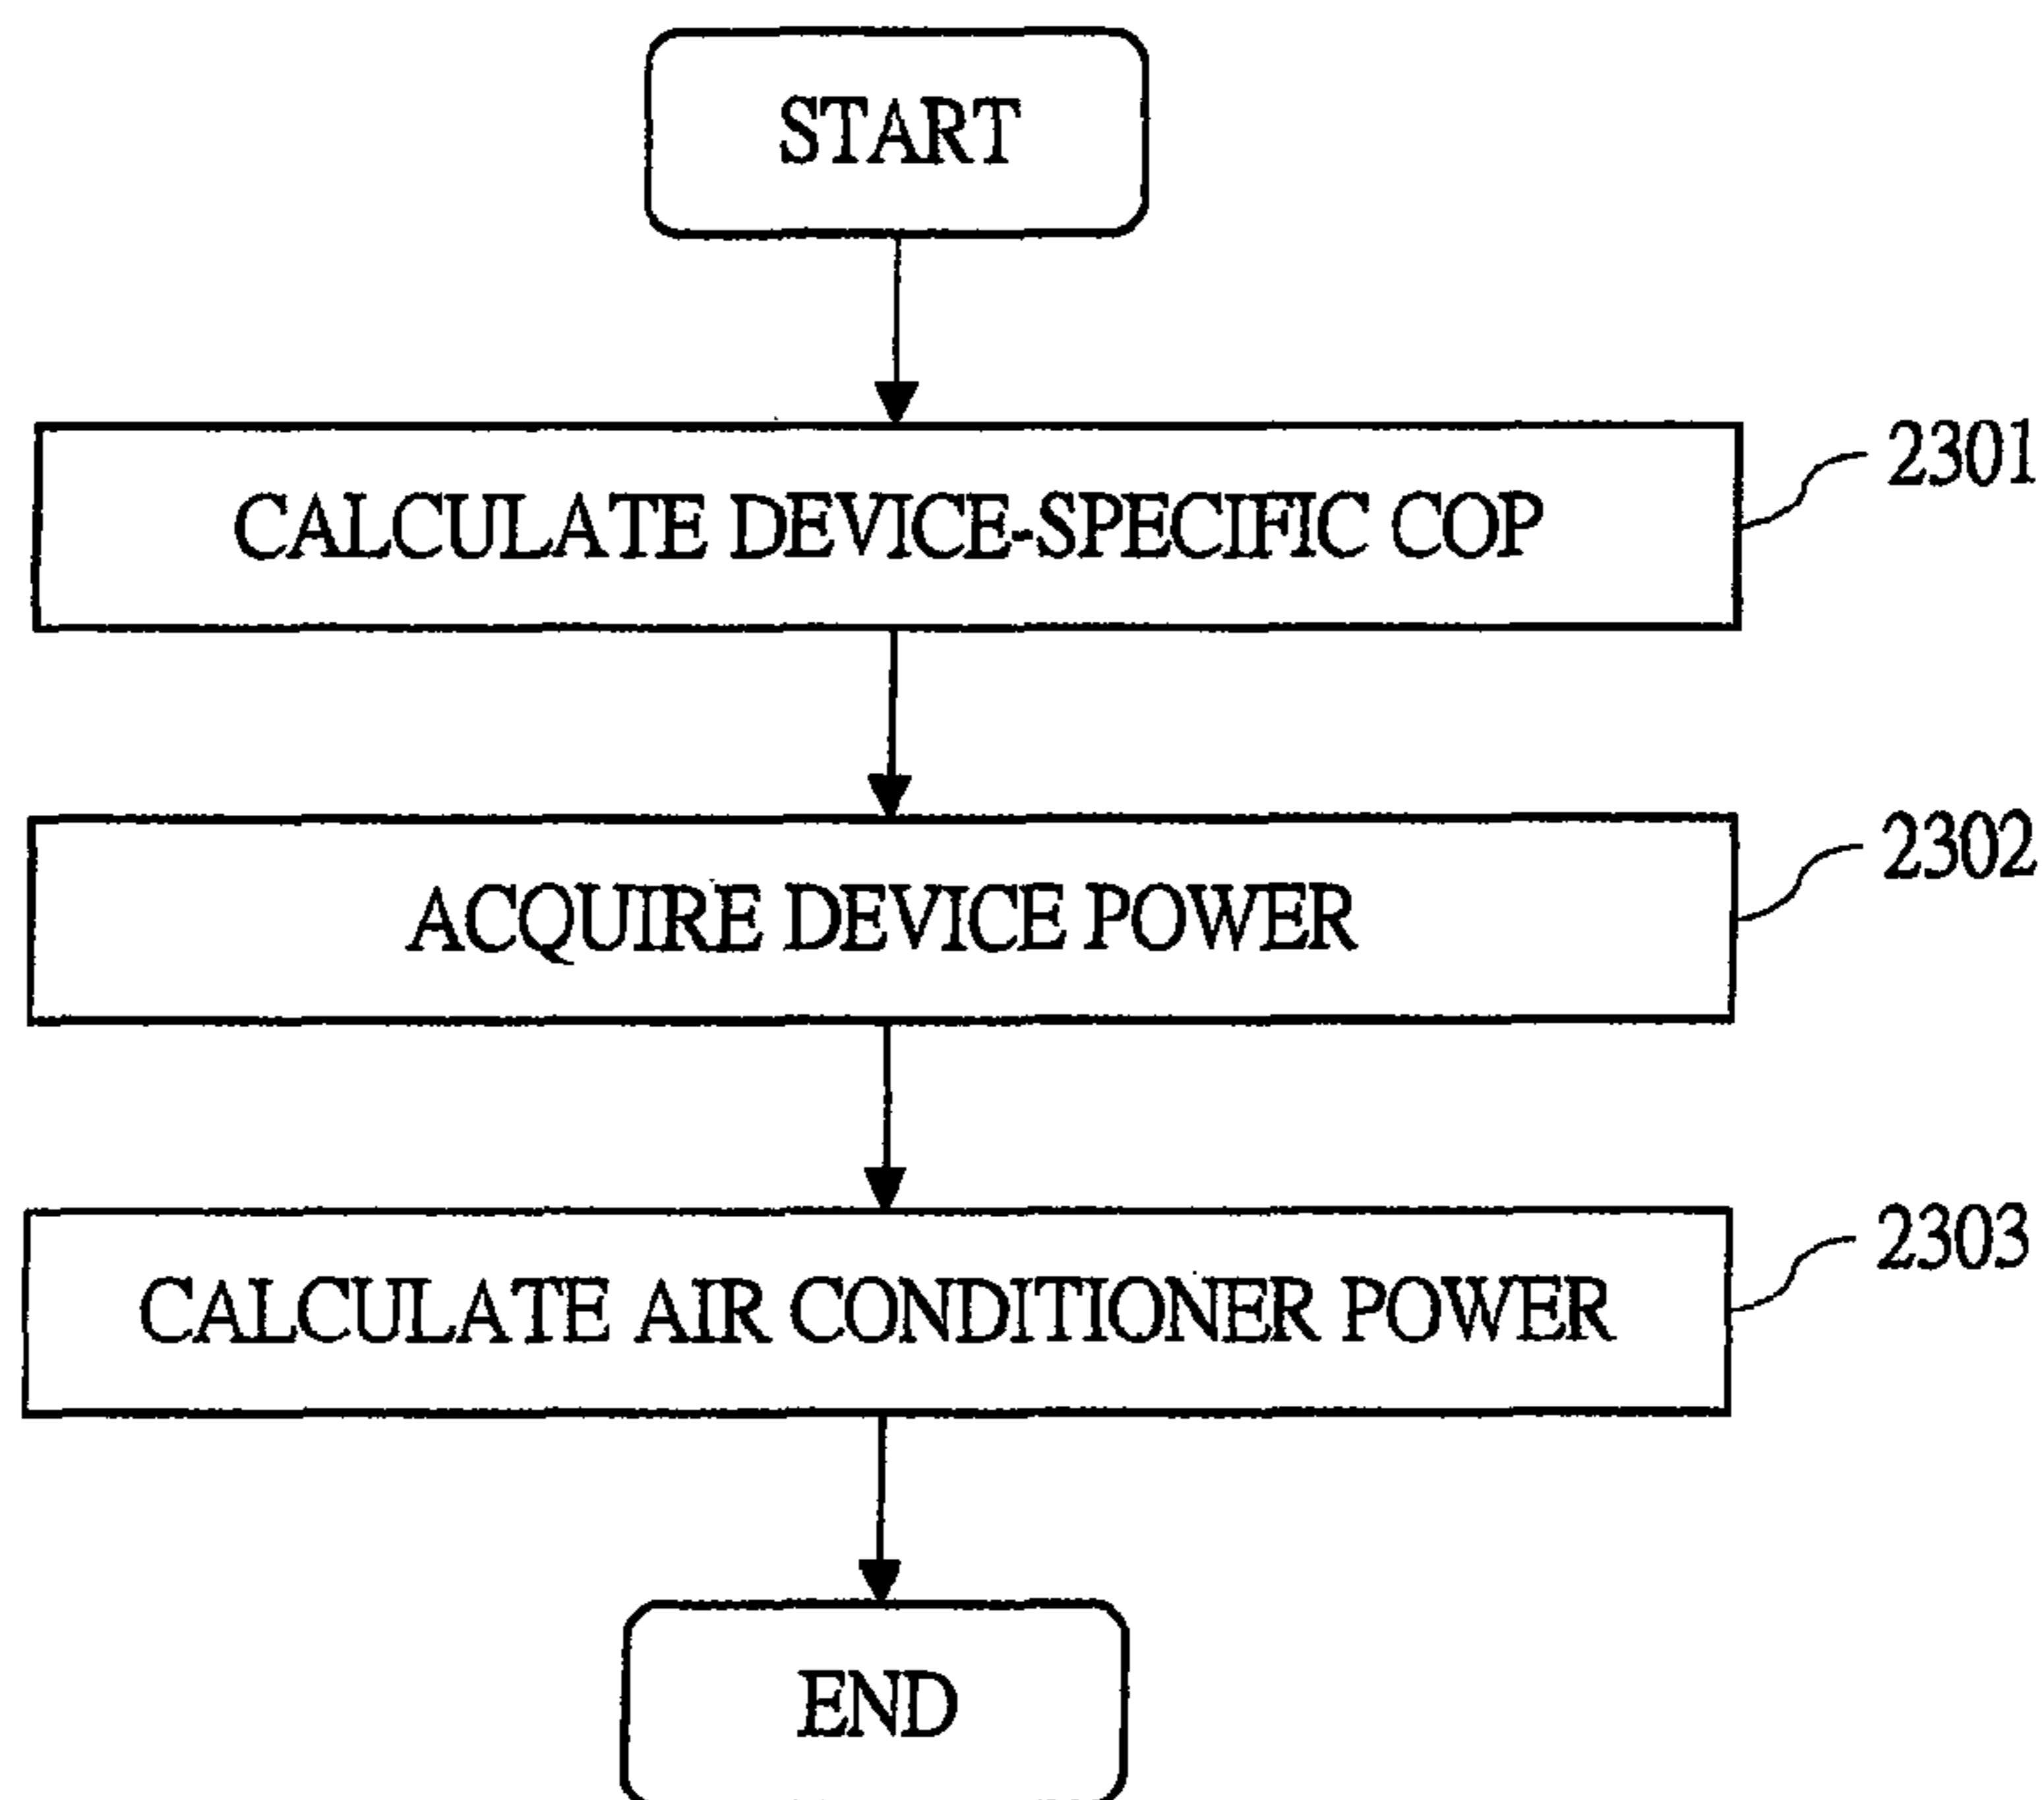 START
CALCULATE DEVICE-SPECIFIC COP
2301
ACQUIRE DEVICE POWER
2302
CALCULATE AIR CONDITIONER POWER
2303
END